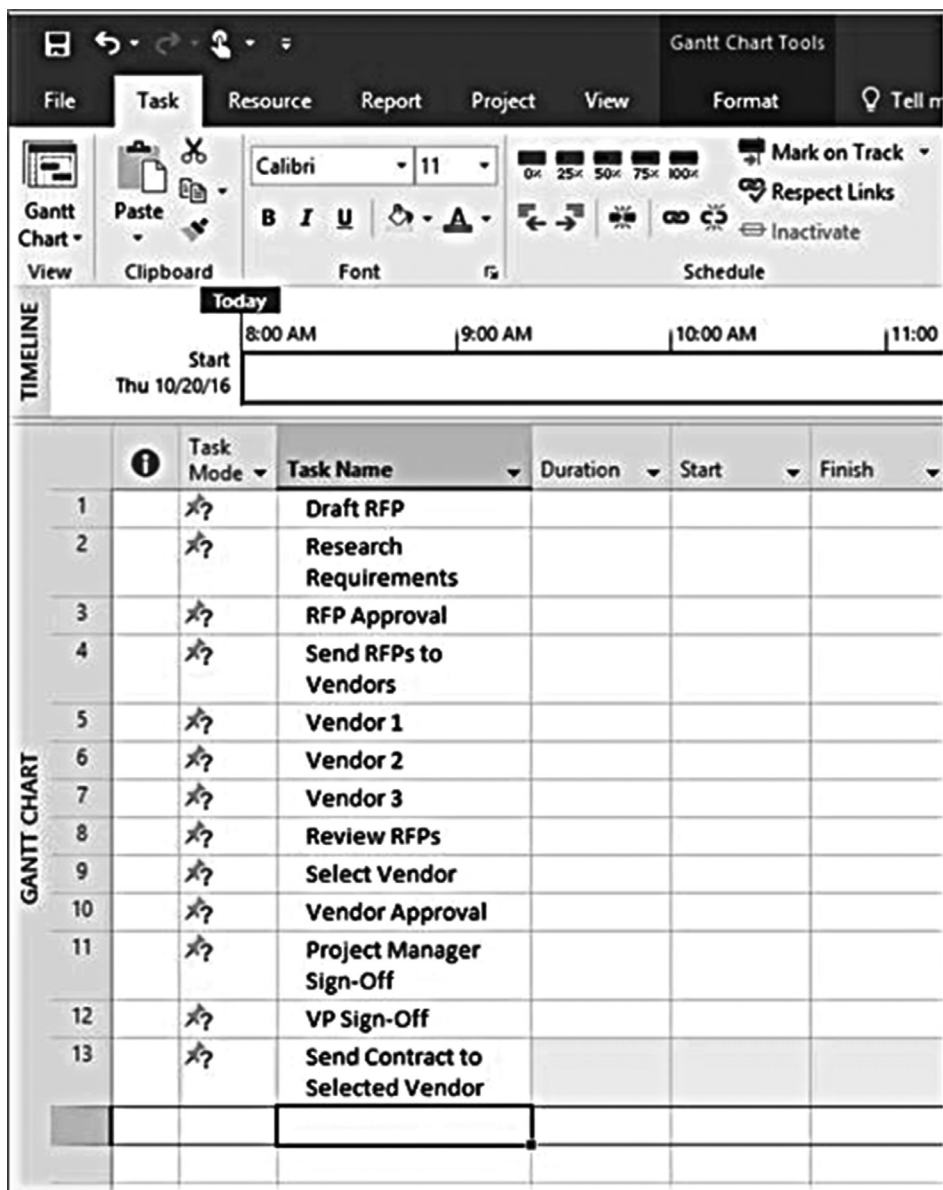 Gantt Chart Tools
File Task Resource Report Project View Format Tell m
Calibri 11
0% 25% 50% 75% 100%
Mark on Track
Respect Links
Inactivate
B I U A
Gantt
Chart
Paste
View Clipboard Font Schedule
TIMELINE
Today
8:00 AM 9:00 AM 10:00 AM 11:00
Start
Thu 10/20/16
GANTT CHART
Task
Mode Task Name Duration Start Finish
1 ? Draft RFP
2 ? Research
Requirements
3 ? RFP Approval
4 ? Send RFPs to
Vendors
5 ? Vendor 1
6 ? Vendor 2
7 ? Vendor 3
8 ? Review RFPs
9 ? Select Vendor
10 ? Vendor Approval
11 ? Project Manager
Sign-Off
12 ? VP Sign-Off
13 ? Send Contract to
Selected Vendor